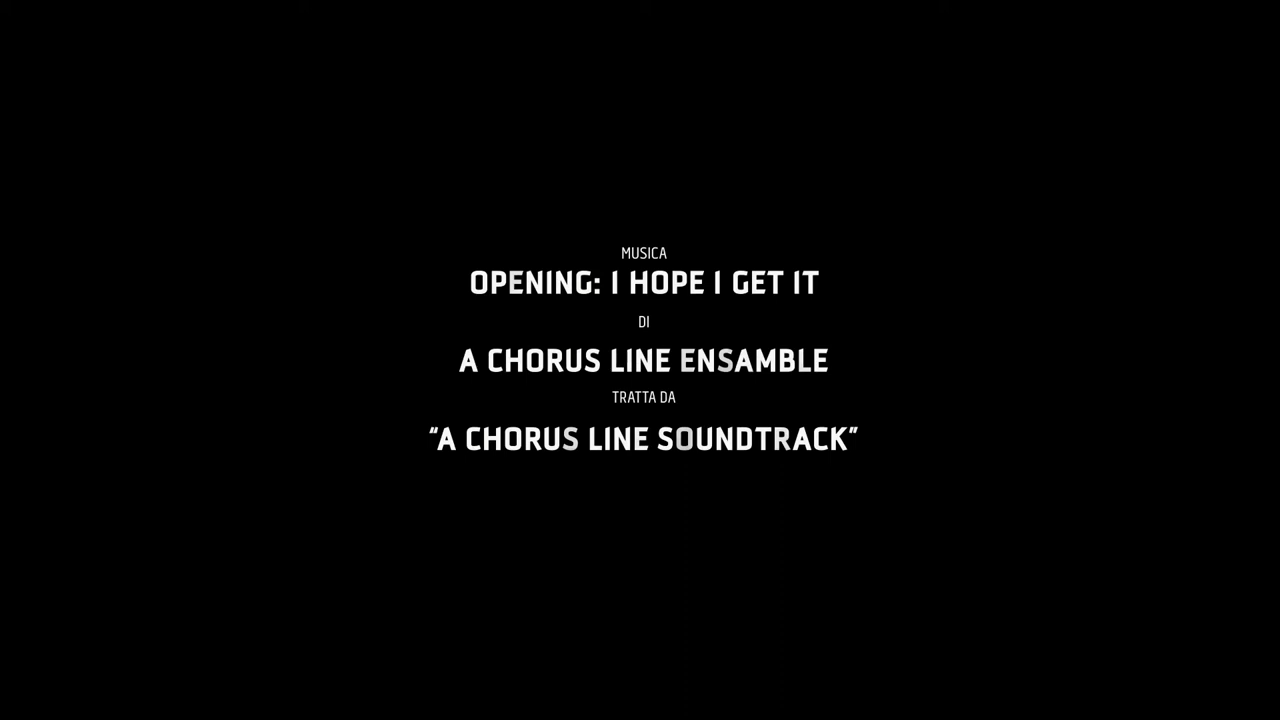 MUSICA
OPENING: I HOPE I GET IT
DI
A CHORUS LINE ENSAMBLE
TRATTA DA
“A CHORUS LINE SOUNDTRACK”